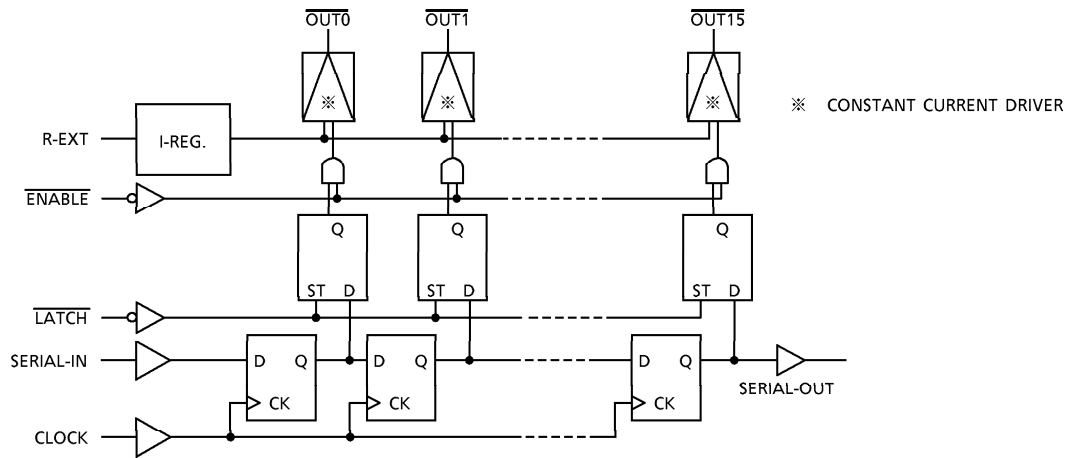 OUT0 OUT1 OUT15
※ ※ ※ ※ CONSTANT CURRENT DRIVER
R-EXT I-REG.
ENABLE
Q Q Q
ST D ST D ST D
LATCH
SERIAL-IN D Q D Q D Q
SERIAL-OUT
CK CK CK
CLOCK